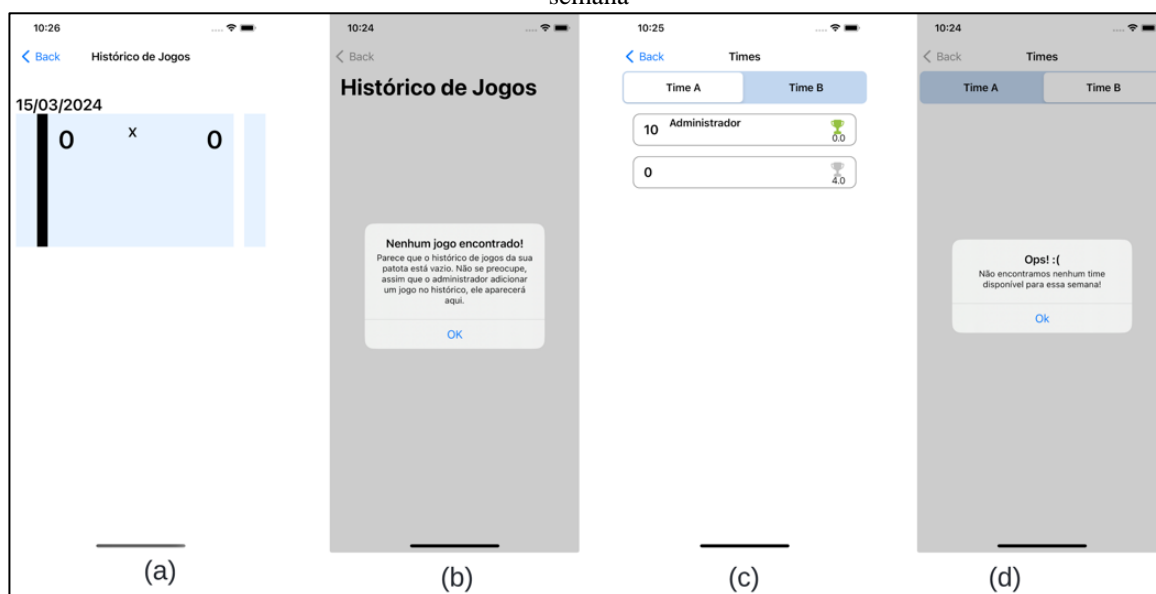 semana
10:26
Back
Histórico de Jogos
15/03/2024
0 x 0
(a)
10:24
Back
Histórico de Jogos
Nenhum jogo encontrado!
Parece que o histórico de jogos da sua
patota está vazio. Não se preocupe,
assim que o administrador adicionar
um jogo no histórico, ele aparecerá
aqui.
OK
(b)
10:25
Back
Times
Time A
Time B
10 Administrador
0.0
0
4.0
(c)
10:24
Back
Times
Time A
Time B
Ops! :(
Não encontramos nenhum time
disponível para essa semana!
Ok
(d)